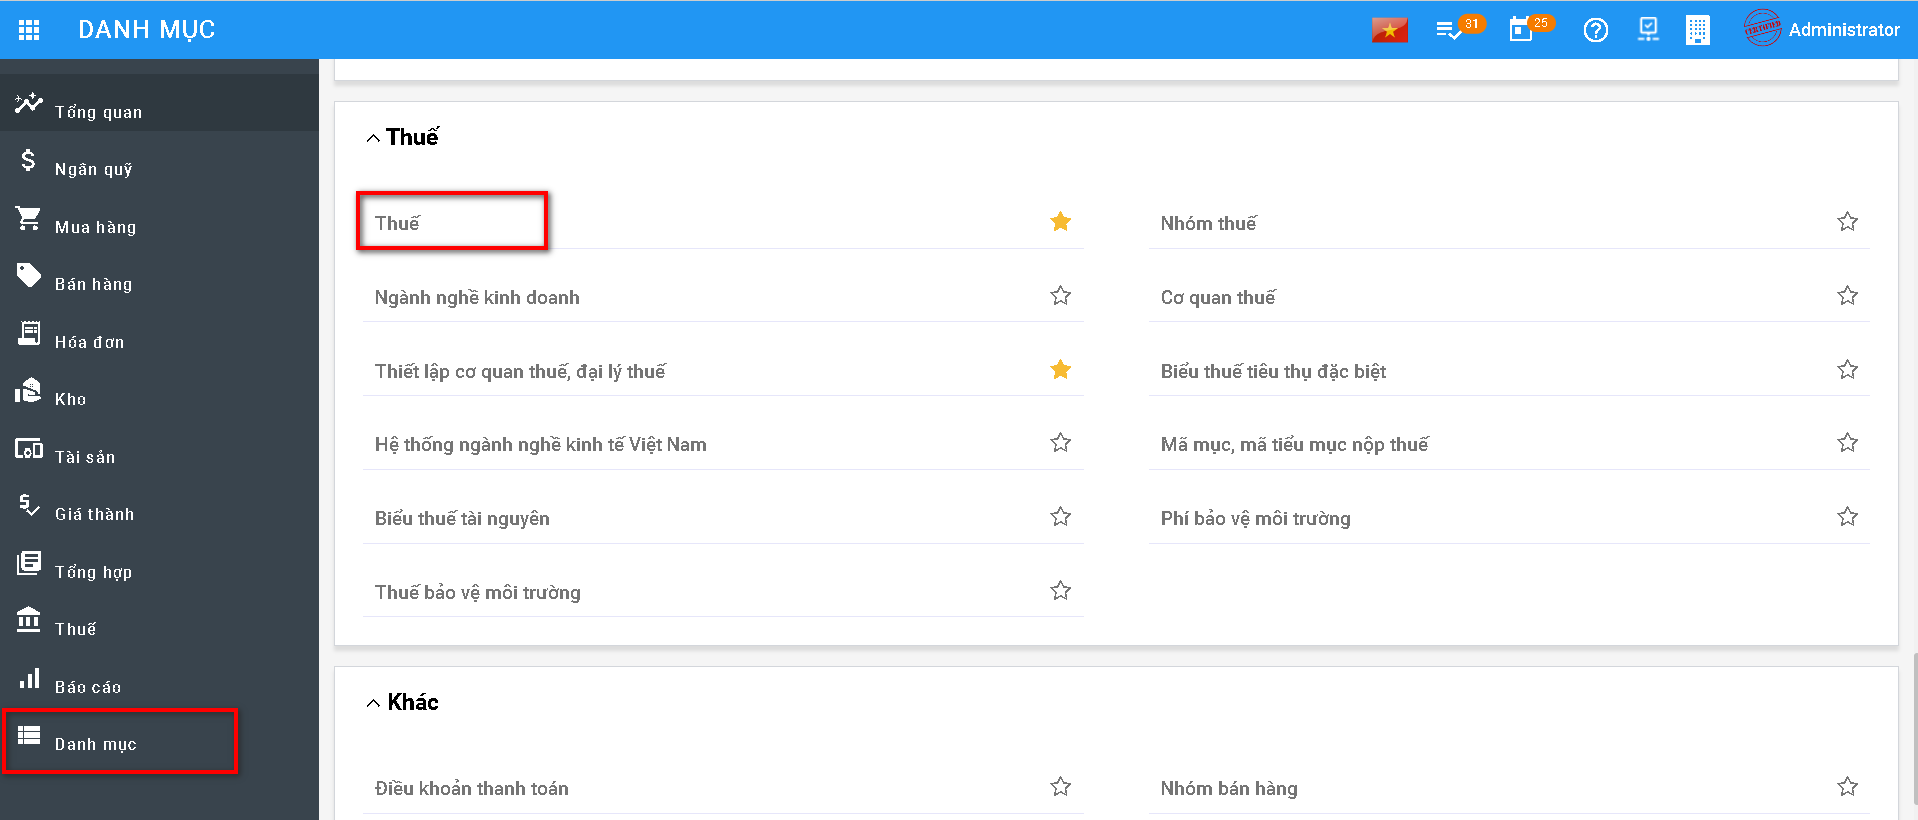 DANH MỤC
31
25
CERTIFIED
Administrator
Tổng quan
Ngân quỹ
Mua hàng
Bán hàng
Hóa đơn
Kho
Tài sản
Giá thành
Tổng hợp
Thuế
Báo cáo
Danh mục
Thuế
Thuế
Nhóm thuế
Ngành nghề kinh doanh
Cơ quan thuế
Thiết lập cơ quan thuế, đại lý thuế
Biểu thuế tiêu thụ đặc biệt
Hệ thống ngành nghề kinh tế Việt Nam
Mã mục, mã tiểu mục nộp thuế
Biểu thuế tài nguyên
Phí bảo vệ môi trường
Thuế bảo vệ môi trường
Khác
Điều khoản thanh toán
Nhóm bán hàng